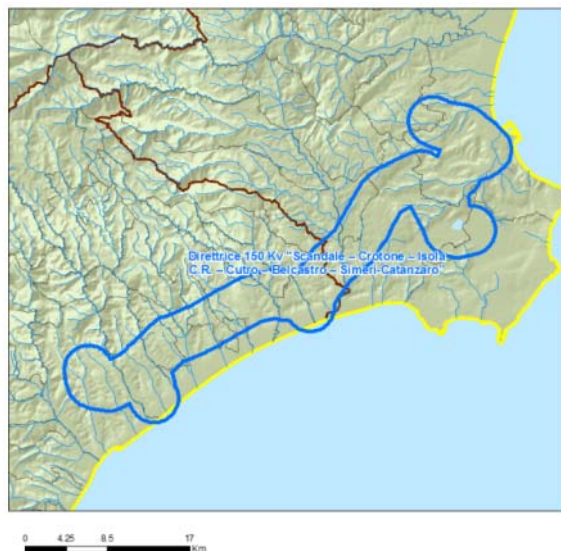 Direttrice 150 Kv "Scandale – Crotone – Isola
C.R. – Cutro – Belcastro – Simeri-Catanzaro"
0 4.25 8.5 17
Km